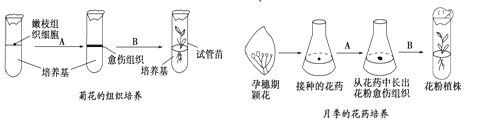 嫩枝组
织细胞
A
B
试管苗
愈伤组织
培养基
培养基
菊花的组织培养
A
B
孕穗期
颖花
接种的花药
从花药中长出
花粉愈伤组织
花粉植株
月季的花药培养